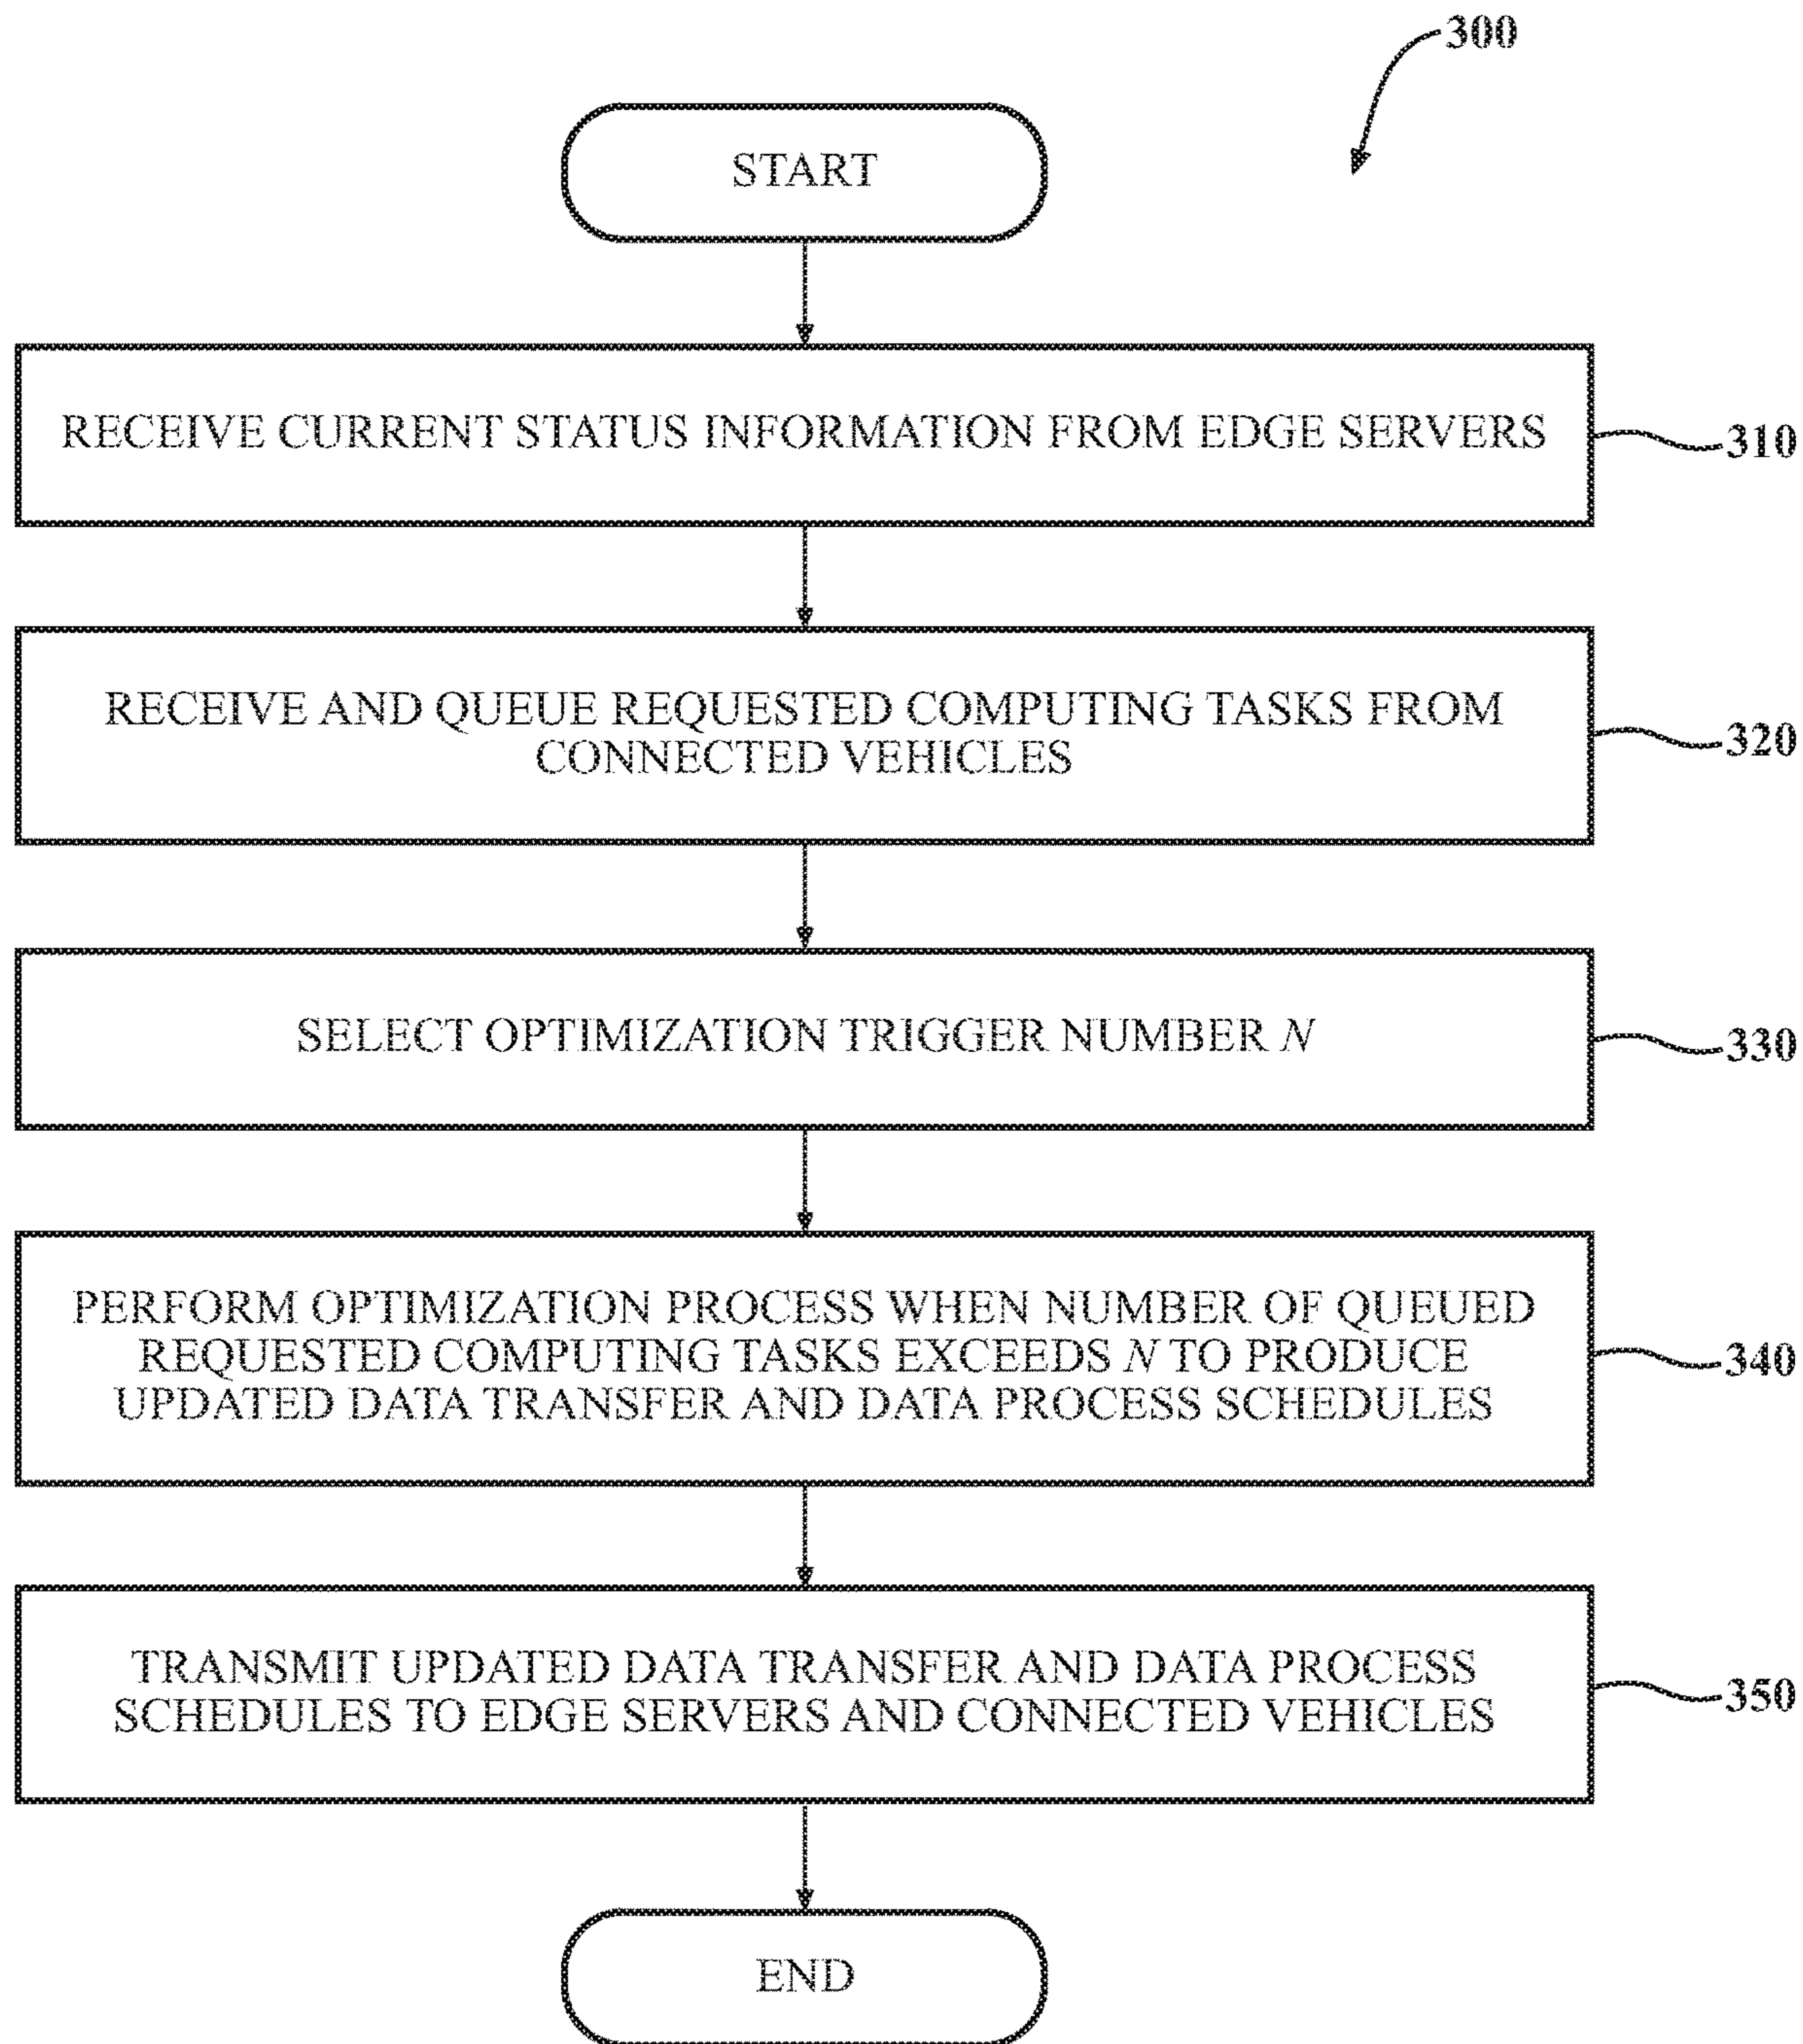 300
START
RECEIVE CURRENT STATUS INFORMATION FROM EDGE SERVERS
310
RECEIVE AND QUEUE REQUESTED COMPUTING TASKS FROM
CONNECTED VEHICLES
320
SELECT OPTIMIZATION TRIGGER NUMBER N
330
PERFORM OPTIMIZATION PROCESS WHEN NUMBER OF QUEUED
REQUESTED COMPUTING TASKS EXCEEDS N TO PRODUCE
UPDATED DATA TRANSFER AND DATA PROCESS SCHEDULES
340
TRANSMIT UPDATED DATA TRANSFER AND DATA PROCESS
SCHEDULES TO EDGE SERVERS AND CONNECTED VEHICLES
350
END